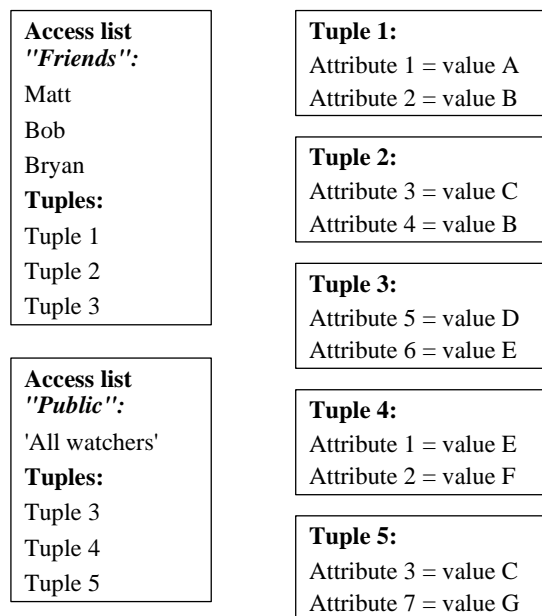 Access list
"Friends":
Matt
Bob
Bryan
Tuples:
Tuple 1
Tuple 2
Tuple 3
Access list
"Public":
'All watchers'
Tuples:
Tuple 3
Tuple 4
Tuple 5
Tuple 1:
Attribute 1 = value A
Attribute 2 = value B
Tuple 2:
Attribute 3 = value C
Attribute 4 = value B
Tuple 3:
Attribute 5 = value D
Attribute 6 = value E
Tuple 4:
Attribute 1 = value E
Attribute 2 = value F
Tuple 5:
Attribute 3 = value C
Attribute 7 = value G